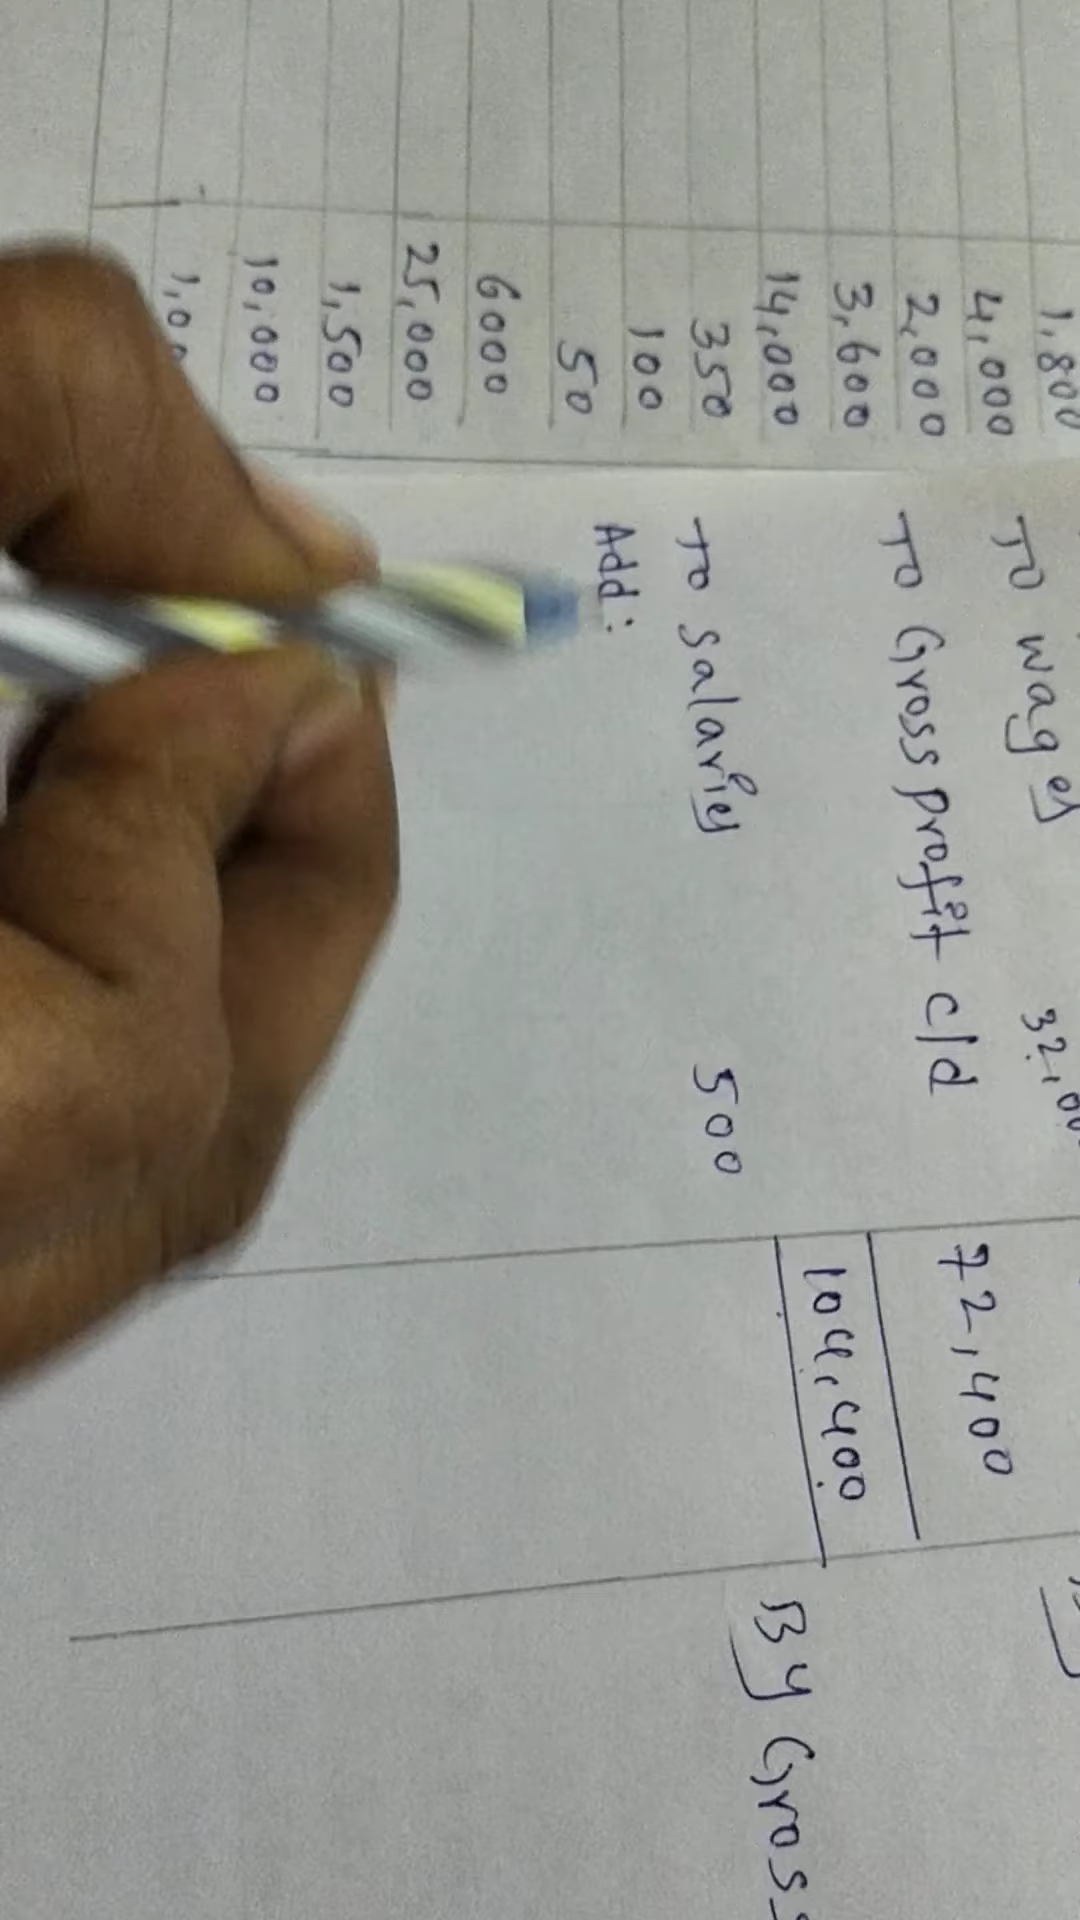 1,800
4,000
2,000
3,600
14,000
350
100
50
6000
25,000
1,500
10,000
To wages 32,00
To Gross profit c/d 72,400
104,400
To salaries 500
Add:
By Gross